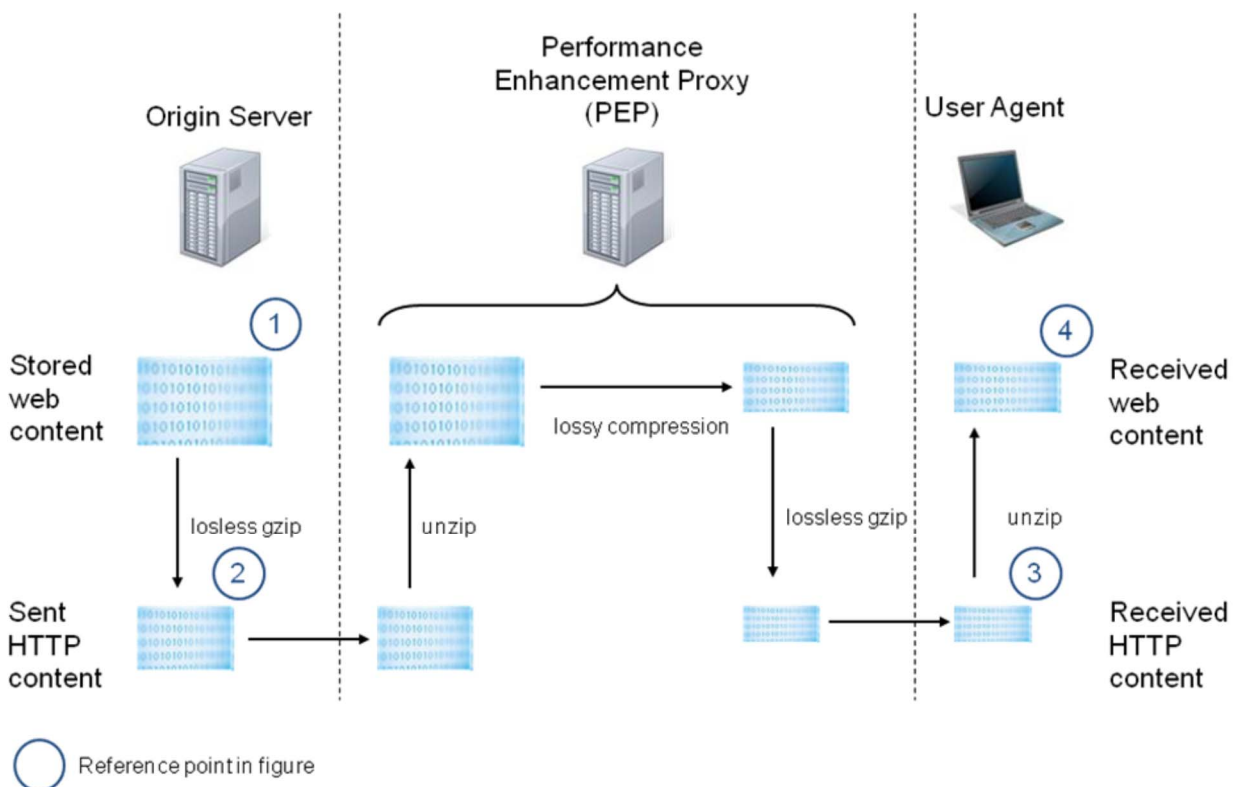 Performance
Enhancement Proxy
(PEP)
Origin Server
User Agent
1
4
Stored
web
content
lossy compression
Received
web
content
losless gzip
unzip
lossless gzip
unzip
2
3
Sent
HTTP
content
Received
HTTP
content
Reference point in figure